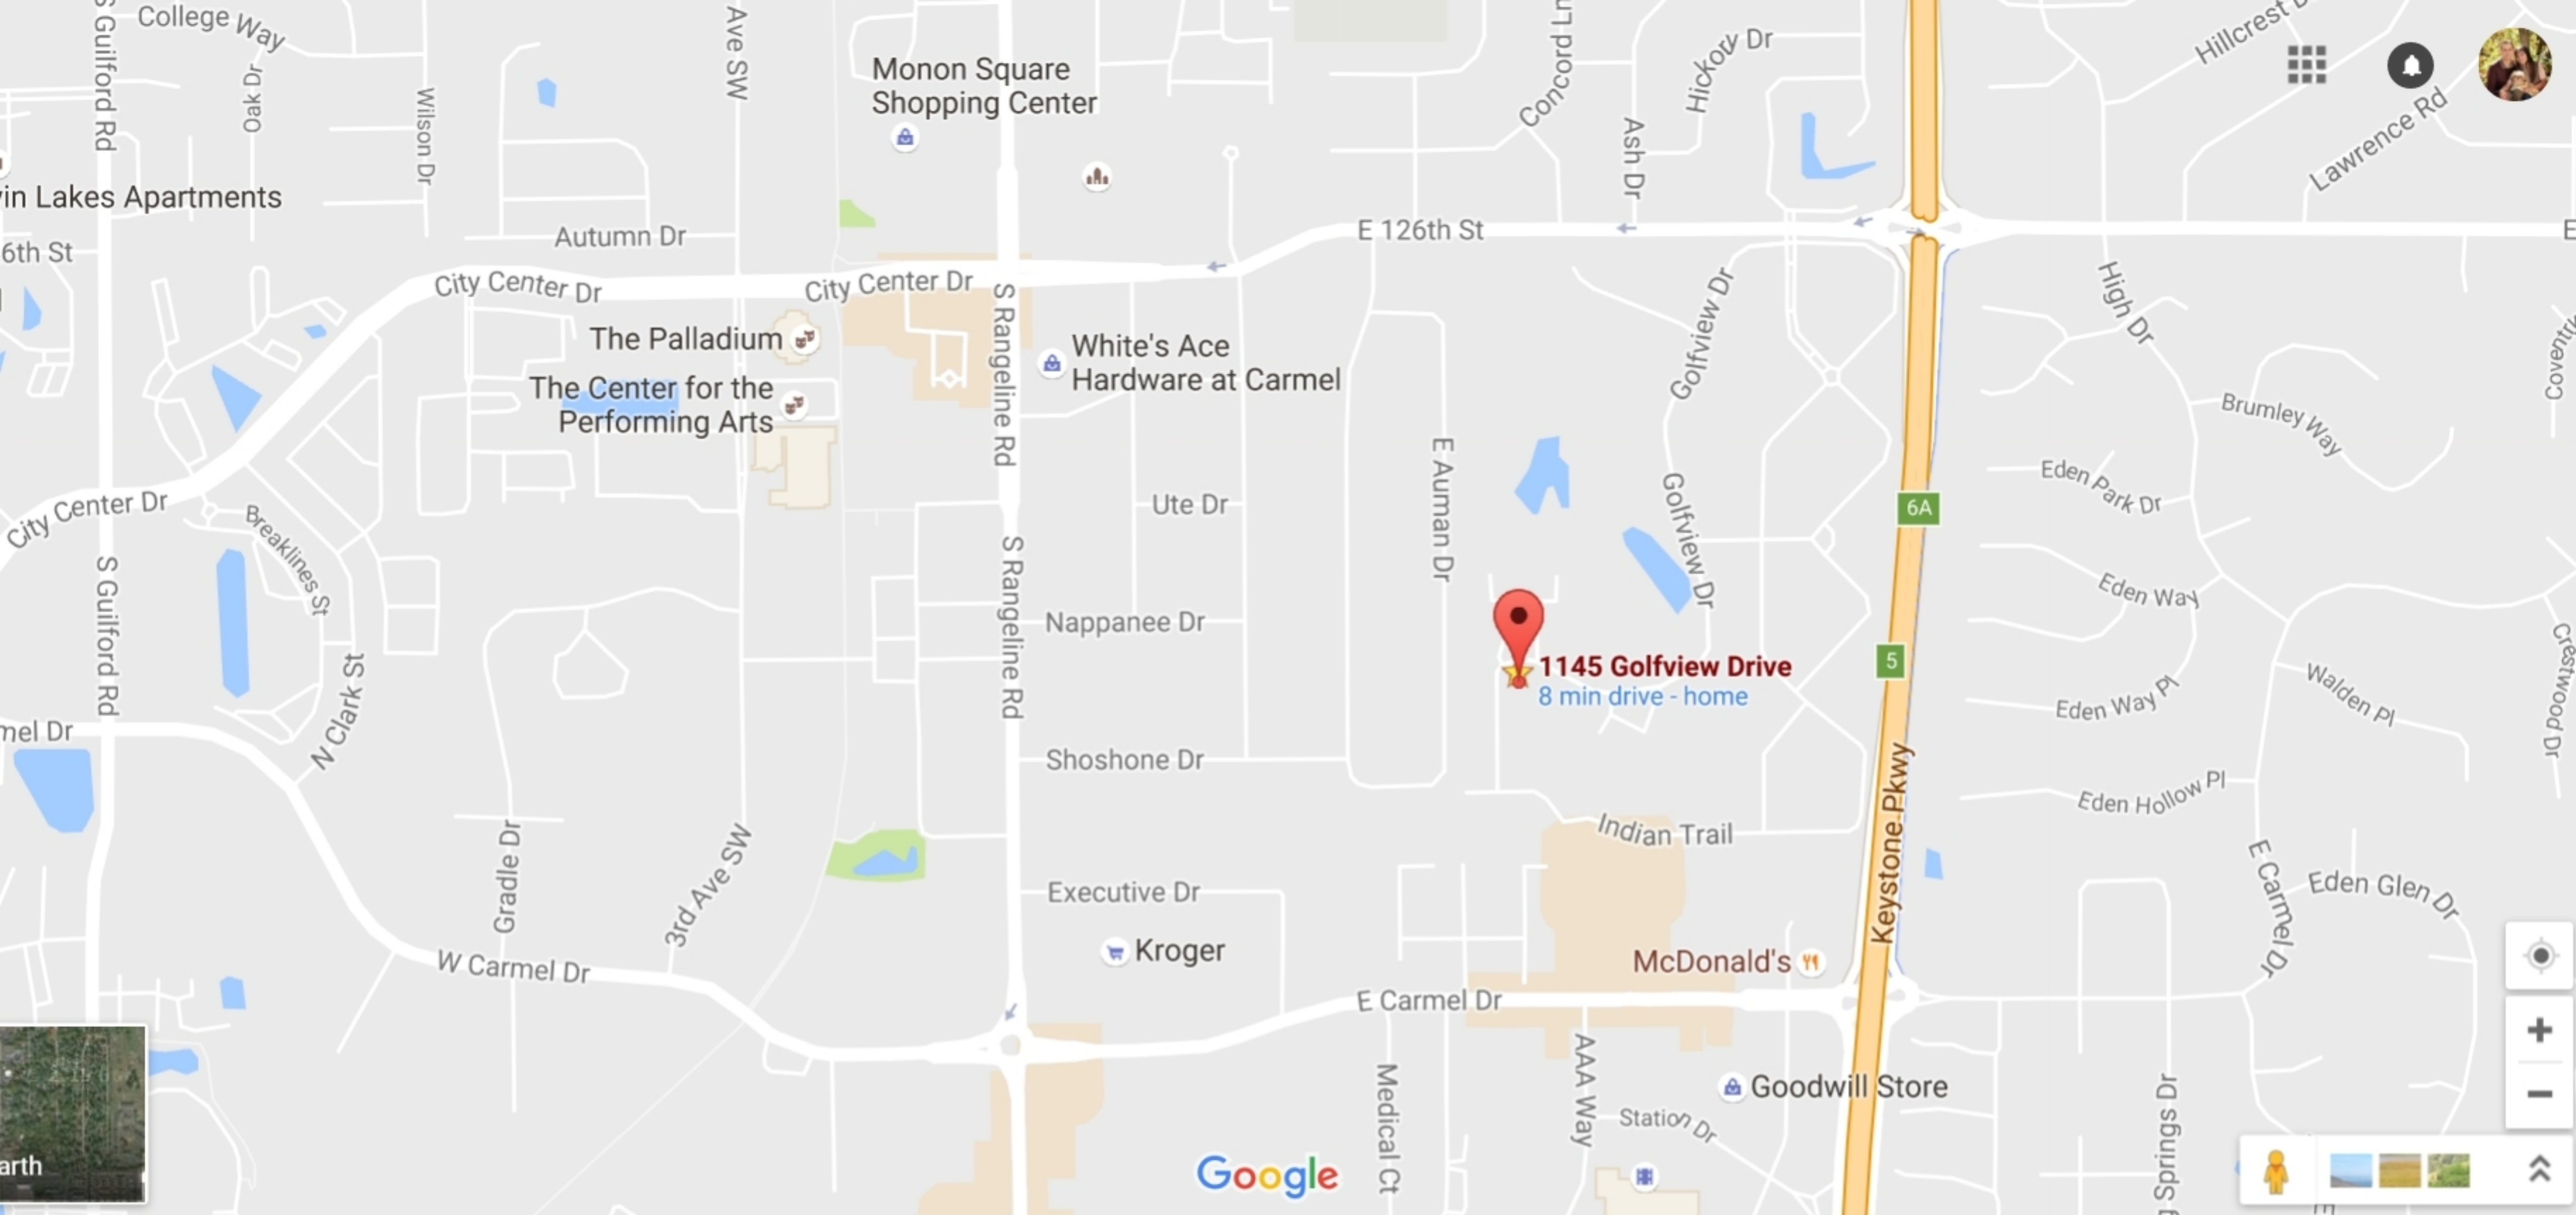 College Way
S Guilford Rd
Oak Dr
Wilson Dr
Ave SW
Monon Square
Shopping Center
Concord Ln
Ash Dr
Hickory Dr
Hillcrest D
Lawrence Rd
in Lakes Apartments
6th St
Autumn Dr
E 126th St
E
City Center Dr
City Center Dr
S Rangeline Rd
The Palladium
The Center for the
Performing Arts
White's Ace
Hardware at Carmel
Golfview Dr
High Dr
Coventry
Brumley Way
City Center Dr
Breaklines St
Ute Dr
E Auman Dr
Golfview Dr
6A
Eden Park Dr
S Guilford Rd
S Rangeline Rd
Nappanee Dr
Eden Way
1145 Golfview Drive
8 min drive - home
5
Eden Way Pl
Walden Pl
Crestwood Dr
mel Dr
N Clark St
Shoshone Dr
Keystone Pkwy
Eden Hollow Pl
Gradle Dr
3rd Ave SW
Indian Trail
Executive Dr
E Carmel Dr
Eden Glen Dr
W Carmel Dr
Kroger
McDonald's
E Carmel Dr
Medical Ct
AAA Way
Goodwill Store
Station Dr
Springs Dr
arth
Google